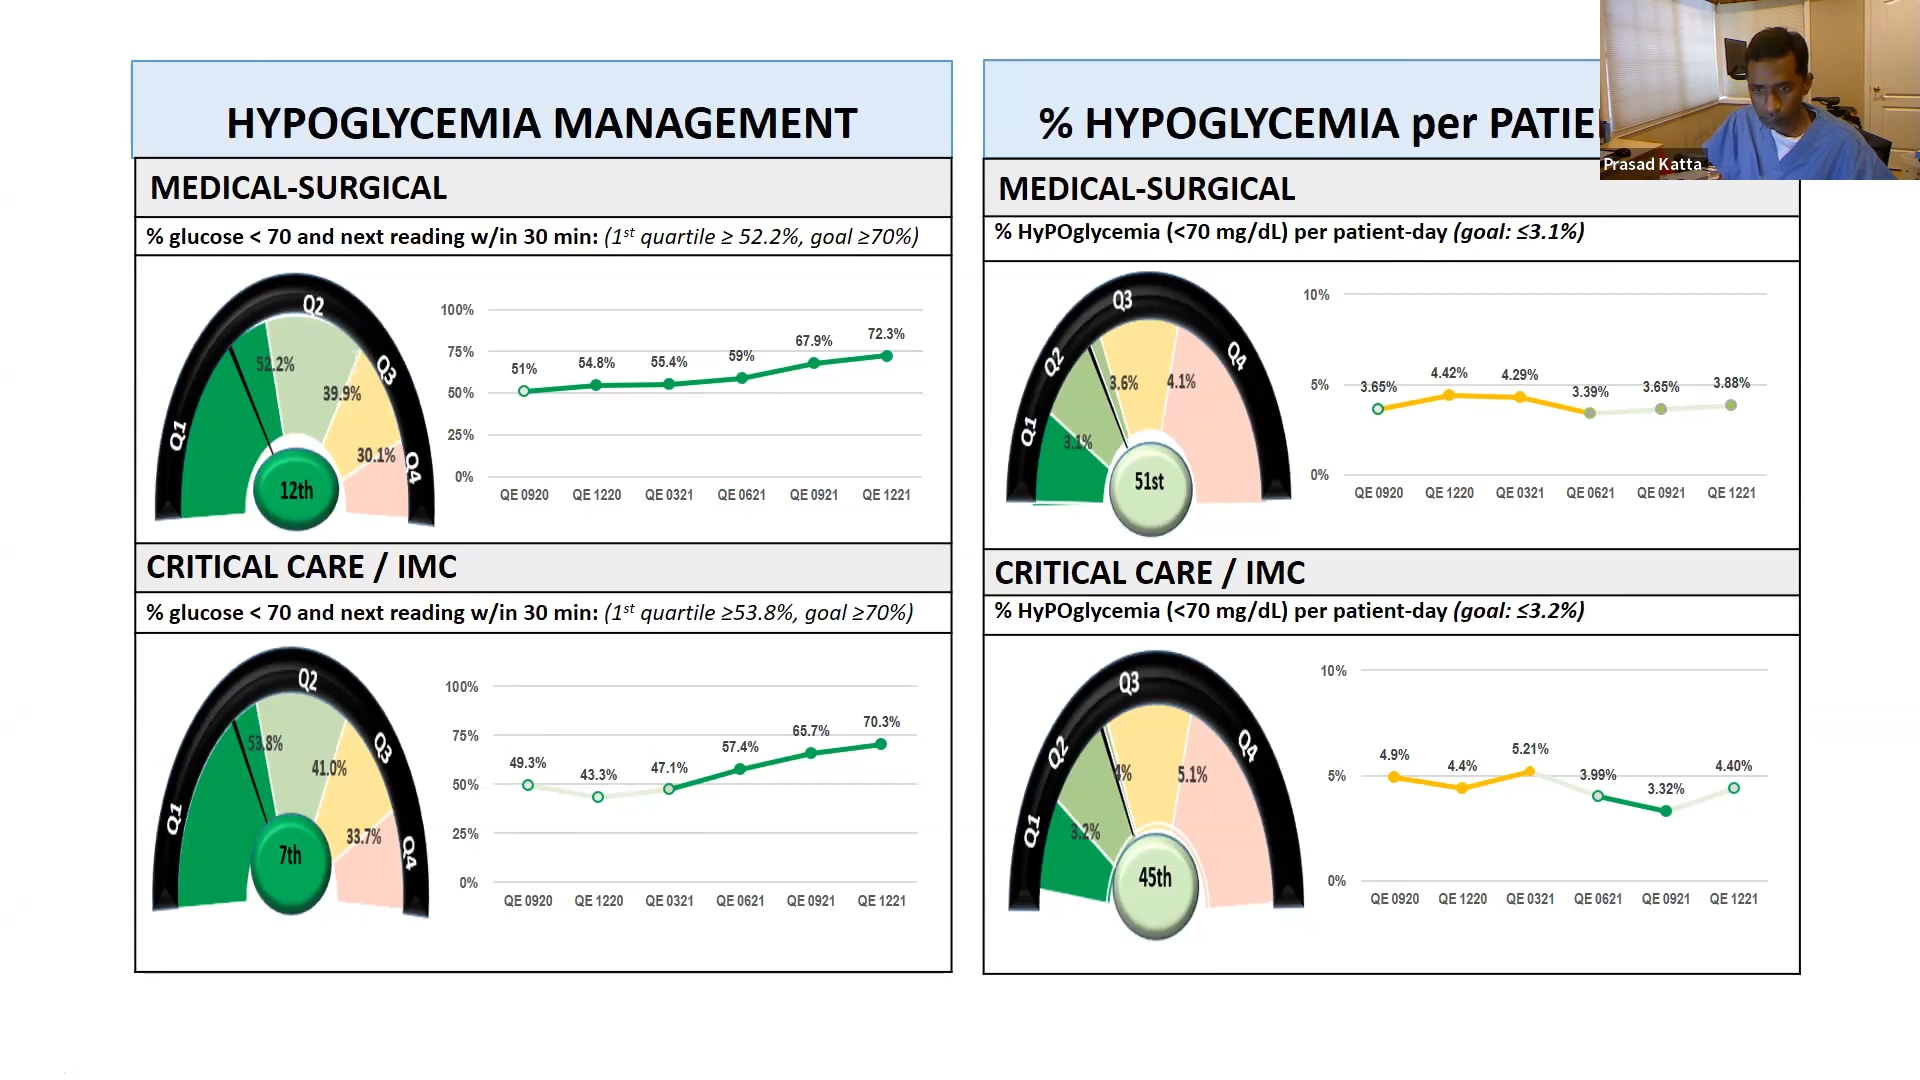 HYPOGLYCEMIA MANAGEMENT
MEDICAL-SURGICAL
% glucose < 70 and next reading w/in 30 min: (1st quartile ≥ 52.2%, goal ≥70%)
Q1
Q2
Q3
Q4
52.2%
39.9%
30.1%
12th
100%
75%
50%
25%
0%
51%
54.8%
55.4%
59%
67.9%
72.3%
QE 0920 QE 1220 QE 0321 QE 0621 QE 0921 QE 1221
CRITICAL CARE / IMC
% glucose < 70 and next reading w/in 30 min: (1st quartile ≥53.8%, goal ≥70%)
Q1
Q2
Q3
Q4
53.8%
41.0%
33.7%
7th
100%
75%
50%
25%
0%
49.3%
43.3%
47.1%
57.4%
65.7%
70.3%
QE 0920 QE 1220 QE 0321 QE 0621 QE 0921 QE 1221
% HYPOGLYCEMIA per
MEDICAL-SURGICAL
% HyPOglycemia (<70 mg/dL) per patient-day (goal: ≤3.1%)
Q1
Q2
Q3
Q4
3.1%
3.6%
4.1%
51st
10%
5%
0%
3.65%
4.42%
4.29%
3.39%
3.65%
3.88%
QE 0920 QE 1220 QE 0321 QE 0621 QE 0921 QE 1221
CRITICAL CARE / IMC
% HyPOglycemia (<70 mg/dL) per patient-day (goal: ≤3.2%)
Q1
Q2
Q3
Q4
3.2%
4%
5.1%
45th
10%
5%
0%
4.9%
4.4%
5.21%
3.99%
3.32%
4.40%
QE 0920 QE 1220 QE 0321 QE 0621 QE 0921 QE 1221
Prasad Katta